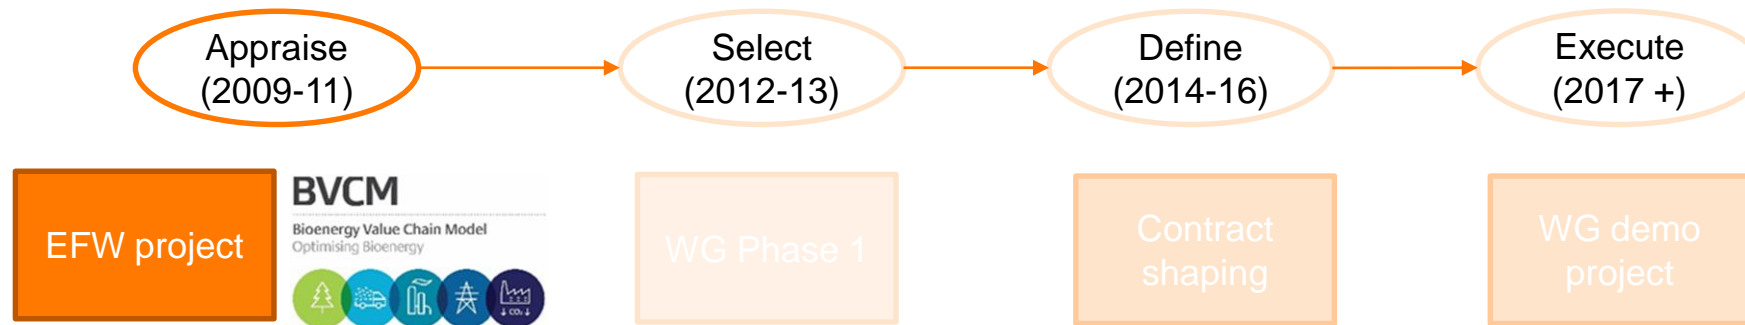 Appraise
(2009-11)
Select
(2012-13)
Define
(2014-16)
Execute
(2017 +)
EFW project
BVCM
Bioenergy Value Chain Model
Optimising Bioenergy
↓ CO₂ ↓
WG Phase 1
Contract
shaping
WG demo
project